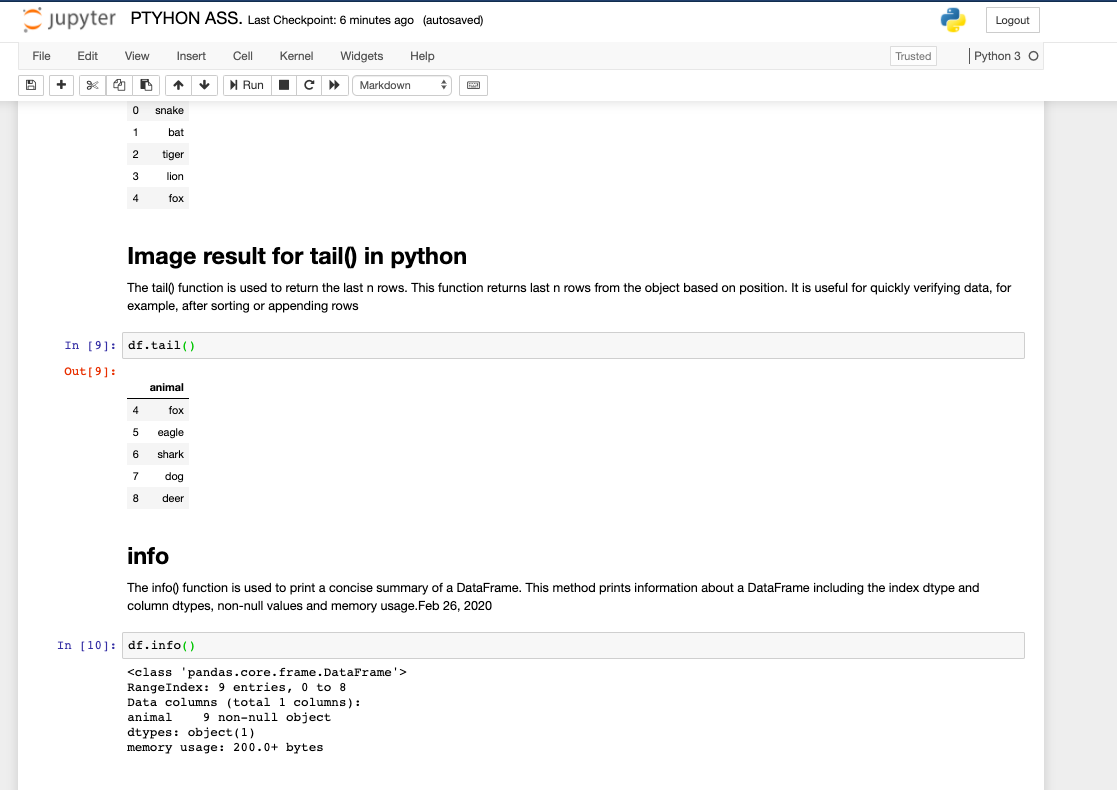 jupyter PTYHON ASS. Last Checkpoint: 6 minutes ago (autosaved) Logout
File Edit View Insert Cell Kernel Widgets Help Trusted Python 3
Run Markdown
0 snake
1 bat
2 tiger
3 lion
4 fox
Image result for tail() in python
The tail() function is used to return the last n rows. This function returns last n rows from the object based on position. It is useful for quickly verifying data, for
example, after sorting or appending rows
In [9]: df.tail()
Out[9]:
animal
4 fox
5 eagle
6 shark
7 dog
8 deer
info
The info() function is used to print a concise summary of a DataFrame. This method prints information about a DataFrame including the index dtype and
column dtypes, non-null values and memory usage.Feb 26, 2020
In [10]: df.info()
<class 'pandas.core.frame.DataFrame'>
RangeIndex: 9 entries, 0 to 8
Data columns (total 1 columns):
animal    9 non-null object
dtypes: object(1)
memory usage: 200.0+ bytes